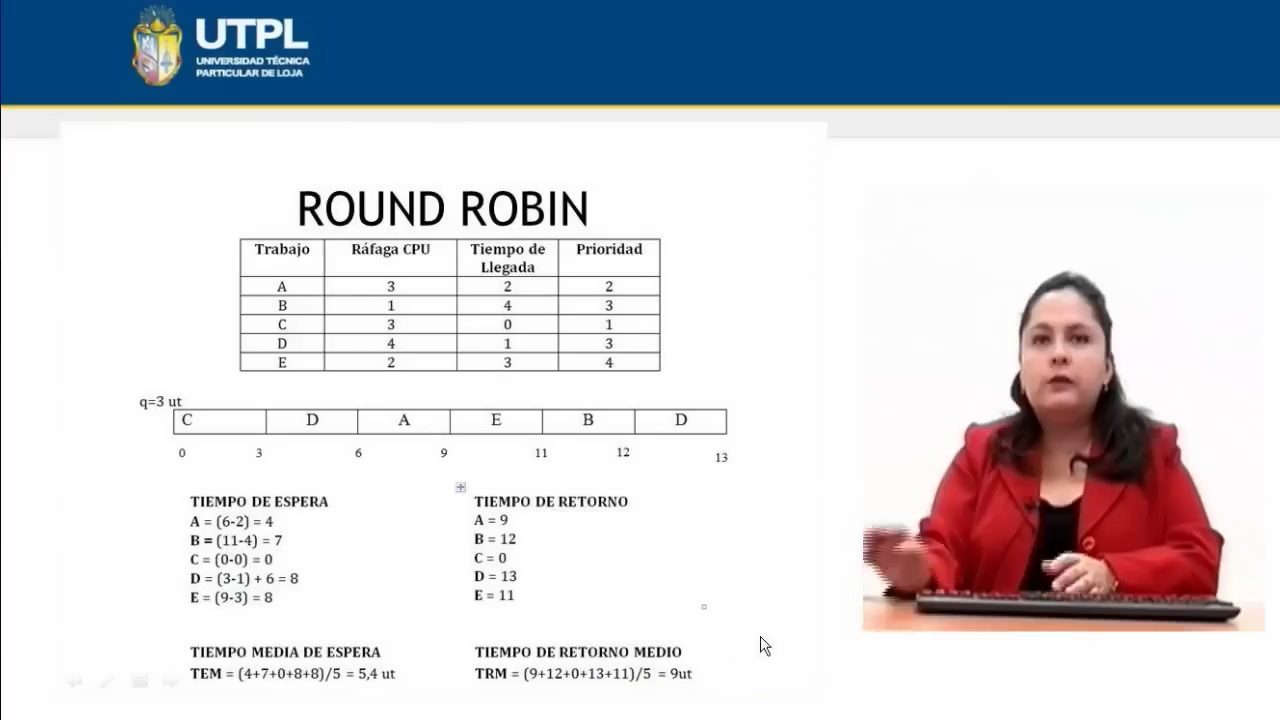 UTPL
UNIVERSIDAD TÉCNICA
PARTICULAR DE LOJA
ROUND ROBIN
Trabajo Ráfaga CPU Tiempo de Llegada Prioridad
A 3 2 2
B 1 4 3
C 3 0 1
D 4 1 3
E 2 3 4
q=3 ut
C D A E B D
0 3 6 9 11 12 13
TIEMPO DE ESPERA
A = (6-2) = 4
B = (11-4) = 7
C = (0-0) = 0
D = (3-1) + 6 = 8
E = (9-3) = 8
TIEMPO DE RETORNO
A = 9
B = 12
C = 0
D = 13
E = 11
TIEMPO MEDIA DE ESPERA
TEM = (4+7+0+8+8)/5 = 5,4 ut
TIEMPO DE RETORNO MEDIO
TRM = (9+12+0+13+11)/5 = 9ut